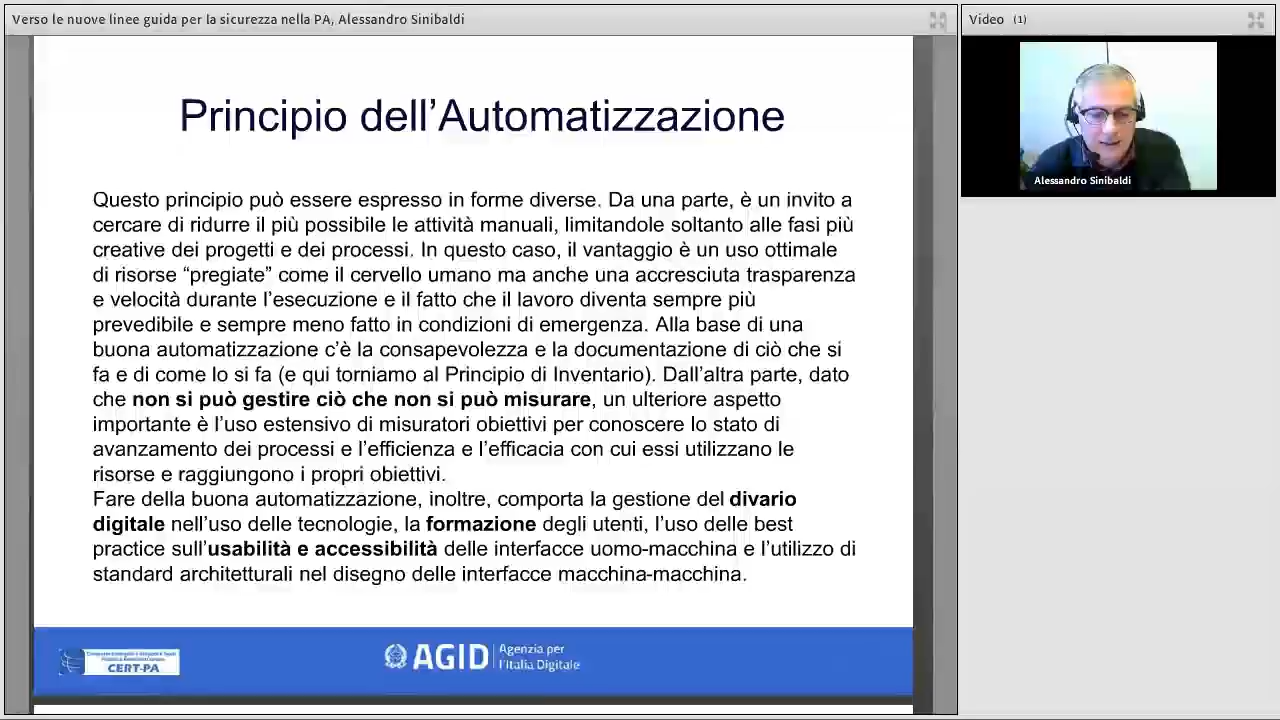 Verso le nuove linee guida per la sicurezza nella PA, Alessandro Sinibaldi
Video (1)
Alessandro Sinibaldi
Principio dell’Automatizzazione
Questo principio può essere espresso in forme diverse. Da una parte, è un invito a
cercare di ridurre il più possibile le attività manuali, limitandole soltanto alle fasi più
creative dei progetti e dei processi. In questo caso, il vantaggio è un uso ottimale
di risorse “pregiate” come il cervello umano ma anche una accresciuta trasparenza
e velocità durante l’esecuzione e il fatto che il lavoro diventa sempre più
prevedibile e sempre meno fatto in condizioni di emergenza. Alla base di una
buona automatizzazione c’è la consapevolezza e la documentazione di ciò che si
fa e di come lo si fa (e qui torniamo al Principio di Inventario). Dall’altra parte, dato
che non si può gestire ciò che non si può misurare, un ulteriore aspetto
importante è l’uso estensivo di misuratori obiettivi per conoscere lo stato di
avanzamento dei processi e l’efficienza e l’efficacia con cui essi utilizzano le
risorse e raggiungono i propri obiettivi.
Fare della buona automatizzazione, inoltre, comporta la gestione del divario
digitale nell’uso delle tecnologie, la formazione degli utenti, l’uso delle best
practice sull’usabilità e accessibilità delle interfacce uomo-macchina e l’utilizzo di
standard architetturali nel disegno delle interfacce macchina-macchina.
CERT-PA
AGID
Agenzia per
l’Italia Digitale